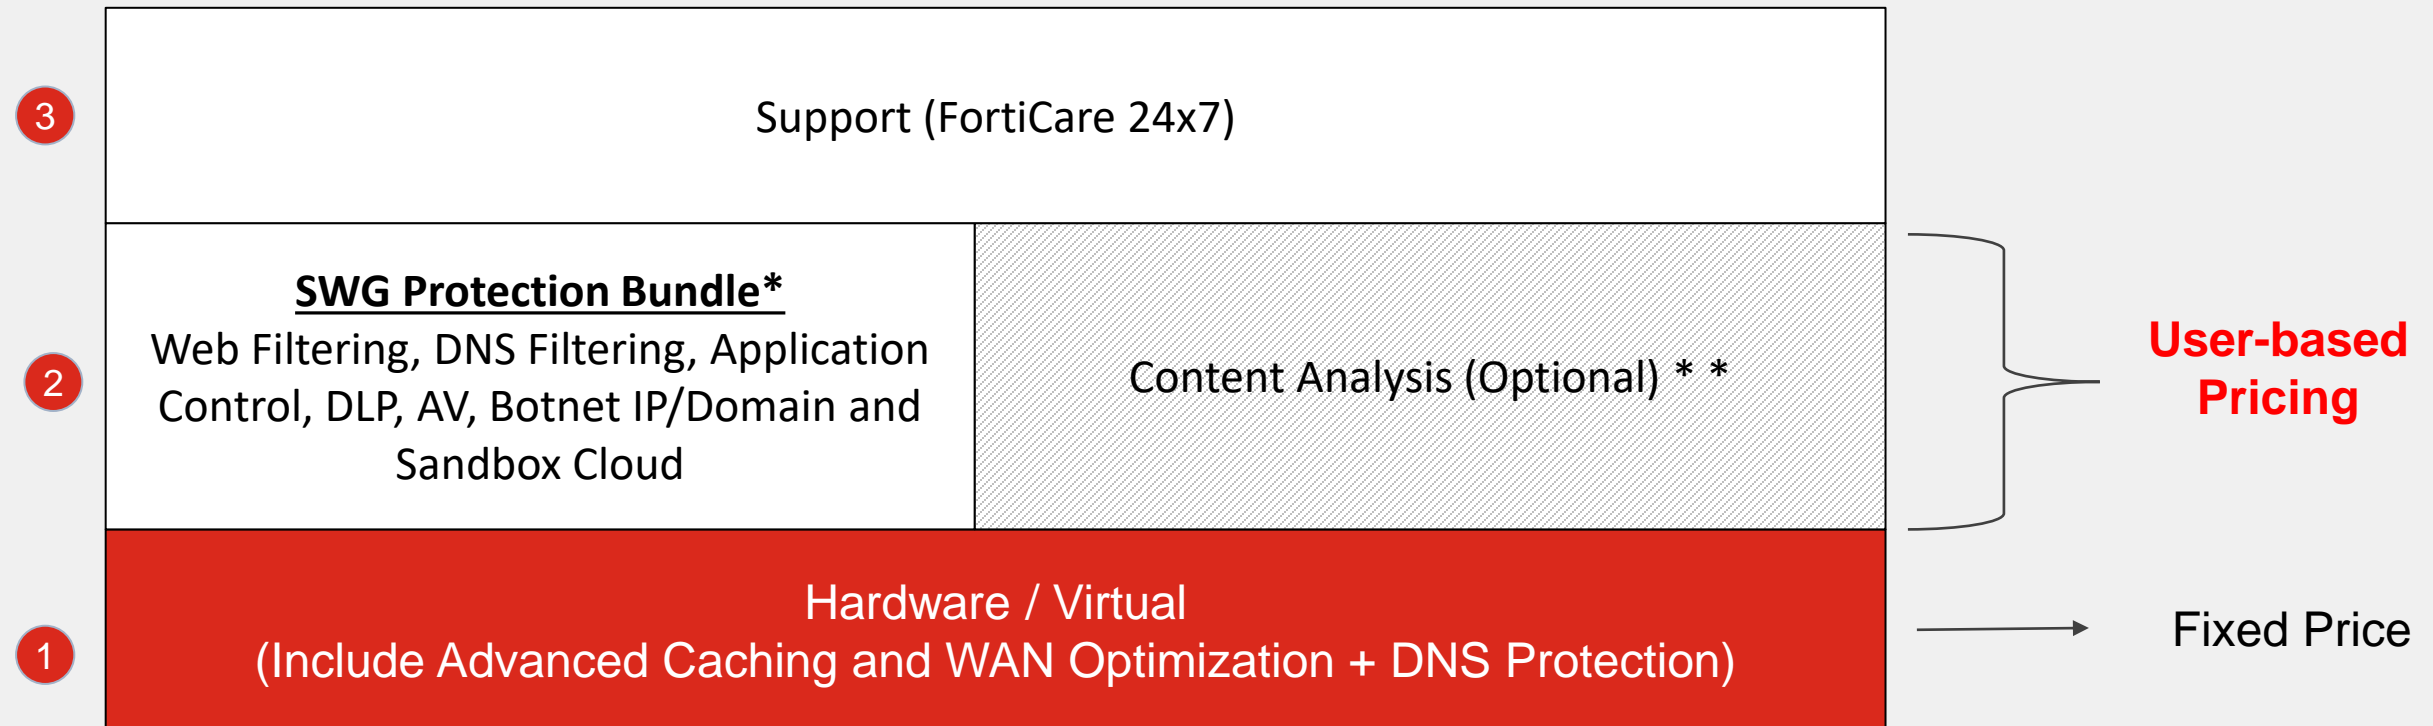 3
Support (FortiCare 24x7)
2
SWG Protection Bundle*
Web Filtering, DNS Filtering, Application
Control, DLP, AV, Botnet IP/Domain and
Sandbox Cloud
Content Analysis (Optional) * *
User-based
Pricing
1
Hardware / Virtual
(Include Advanced Caching and WAN Optimization + DNS Protection)
Fixed Price